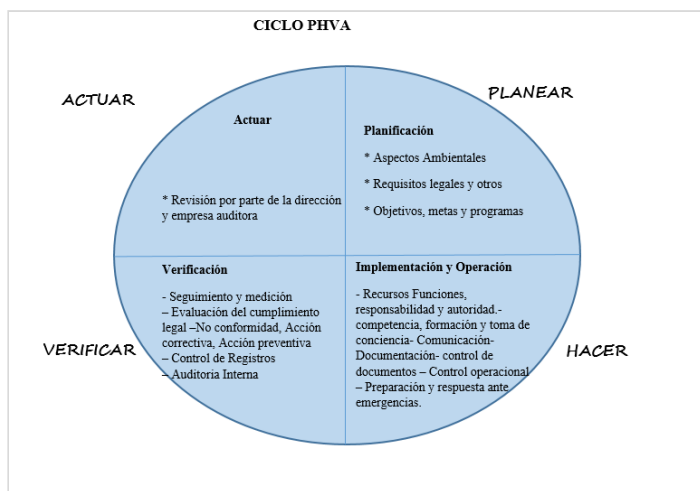 CICLO PHVA
ACTUAR
PLANEAR
Actuar
* Revisión por parte de la dirección
y empresa auditora
Planificación
* Aspectos Ambientales
* Requisitos legales y otros
* Objetivos, metas y programas
Verificación
- Seguimiento y medición
– Evaluación del cumplimiento
legal –No conformidad, Acción
correctiva, Acción preventiva
– Control de Registros
– Auditoria Interna
Implementación y Operación
- Recursos Funciones,
responsabilidad y autoridad.-
competencia, formación y toma de
conciencia- Comunicación-
Documentación- control de
documentos – Control operacional
– Preparación y respuesta ante
emergencias.
VERIFICAR
HACER